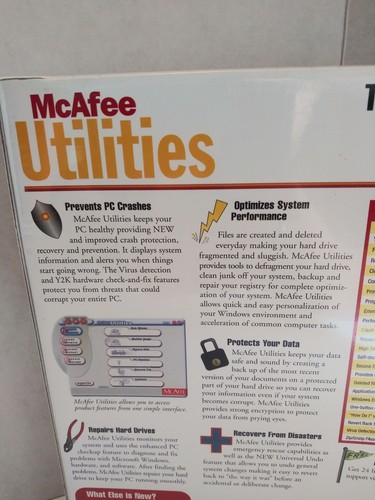 McAfee
Utilities
T
Prevents PC Crashes
McAfee Utilities keeps your
PC healthy providing NEW
and improved crash protection,
recovery and prevention. It displays system
information and alerts you when things
start going wrong. The Virus detection
and Y2K hardware check-and-fix features
protect you from threats that could
corrupt your entire PC.
McAfee Utilities allows you to access
product features from one simple interface.
Repairs Hard Drives
McAfee Utilities monitors your
system and uses the enhanced PC
checkup feature to diagnose and fix
problems with Microsoft Windows,
hardware, and software. After finding the
problems, McAfee Utilities repairs your hard
drive to keep your PC running smoothly.
What Else Is New?
Optimizes System
Performance
Files are created and deleted
everyday making your hard drive
fragmented and sluggish. McAfee Utilities
provides tools to defragment your hard drive,
clean junk off your system, backup and
repair your registry for complete optimiz-
ation of your system. McAfee Utilities
allows quick and easy personalization of
your Windows environment and
acceleration of common computer tasks.
Protects Your Data
McAfee Utilities keeps your data
safe and sound by creating a
back up of the most recent
version of your documents on a protected
part of your hard drive so you can recover
your information even if your system
becomes corrupt. McAfee Utilities
provides strong encryption to protect
your data from prying eyes.
Recovers From Disasters
McAfee Utilities provides
emergency rescue capabilities as
well as the NEW Universal Undo
feature that allows you to undo general
system changes making it easy to revert
back to "the way it was" before an
accidental or deliberate change.
Get 24 h
support v